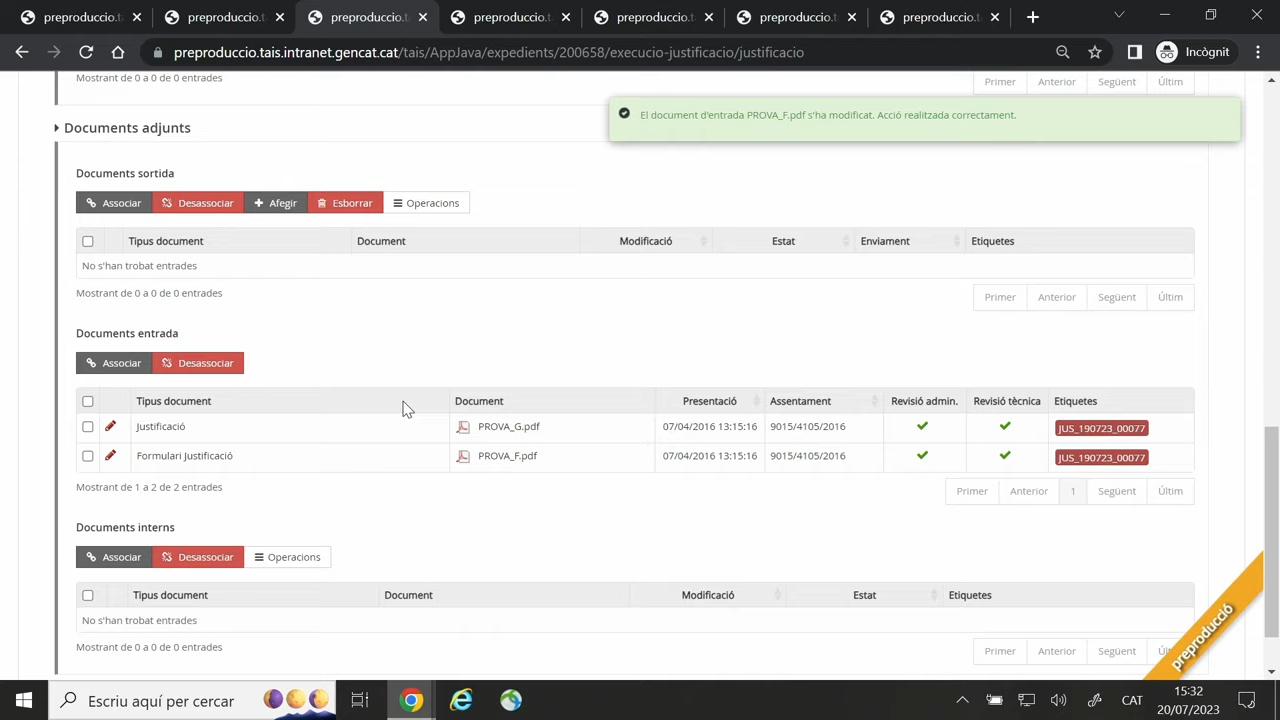 preproduccio.ta
preproduccio.ta
preproduccio.ta
preproduccio.
preproduccio.
preproduccio.
preproduccio.
preproduccio.tais.intranet.gencat.cat/tais/AppJava/expedients/200658/execucio-justificacio/justificacio
Incògnit
Mostrant de 0 a 0 de 0 entrades
Primer Anterior Següent Últim
El document d'entrada PROVA_F.pdf s'ha modificat. Acció realitzada correctament.
Documents adjunts
Documents sortida
Associar Desassociar Afegir Esborrar Operacions
Tipus document Document Modificació Estat Enviament Etiquetes
No s'han trobat entrades
Mostrant de 0 a 0 de 0 entrades
Primer Anterior Següent Últim
Documents entrada
Associar Desassociar
Tipus document Document Presentació Assentament Revisió admin. Revisió tècnica Etiquetes
Justificació PROVA_G.pdf 07/04/2016 13:15:16 9015/4105/2016 JUS_190723_00077
Formulari Justificació PROVA_F.pdf 07/04/2016 13:15:16 9015/4105/2016 JUS_190723_00077
Mostrant de 1 a 2 de 2 entrades
Primer Anterior 1 Següent Últim
Documents interns
Associar Desassociar Operacions
Tipus document Document Modificació Estat Etiquetes
No s'han trobat entrades
Mostrant de 0 a 0 de 0 entrades
Primer Anterior Següent
preproducció
Escriu aquí per cercar
CAT
15:32
20/07/2023